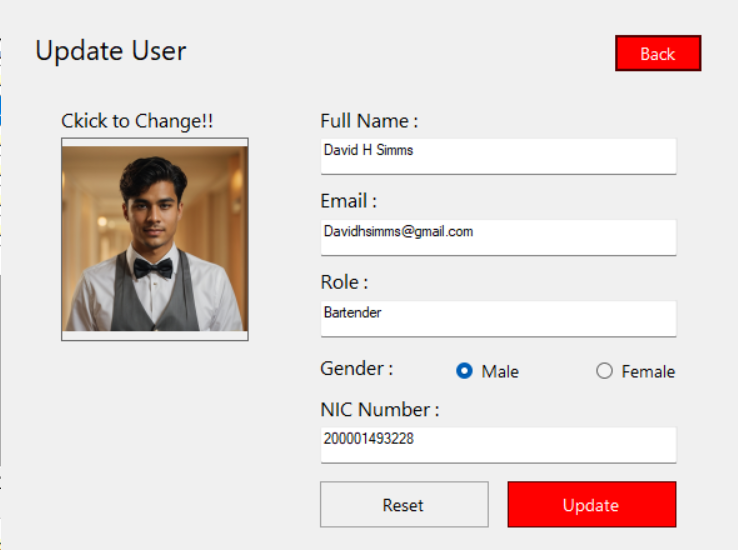 Update User
Back
Ckick to Change!!
Full Name :
David H Simms
Email :
Davidhsimms@gmail.com
Role :
Bartender
Gender :
Male
Female
NIC Number :
200001493228
Reset
Update